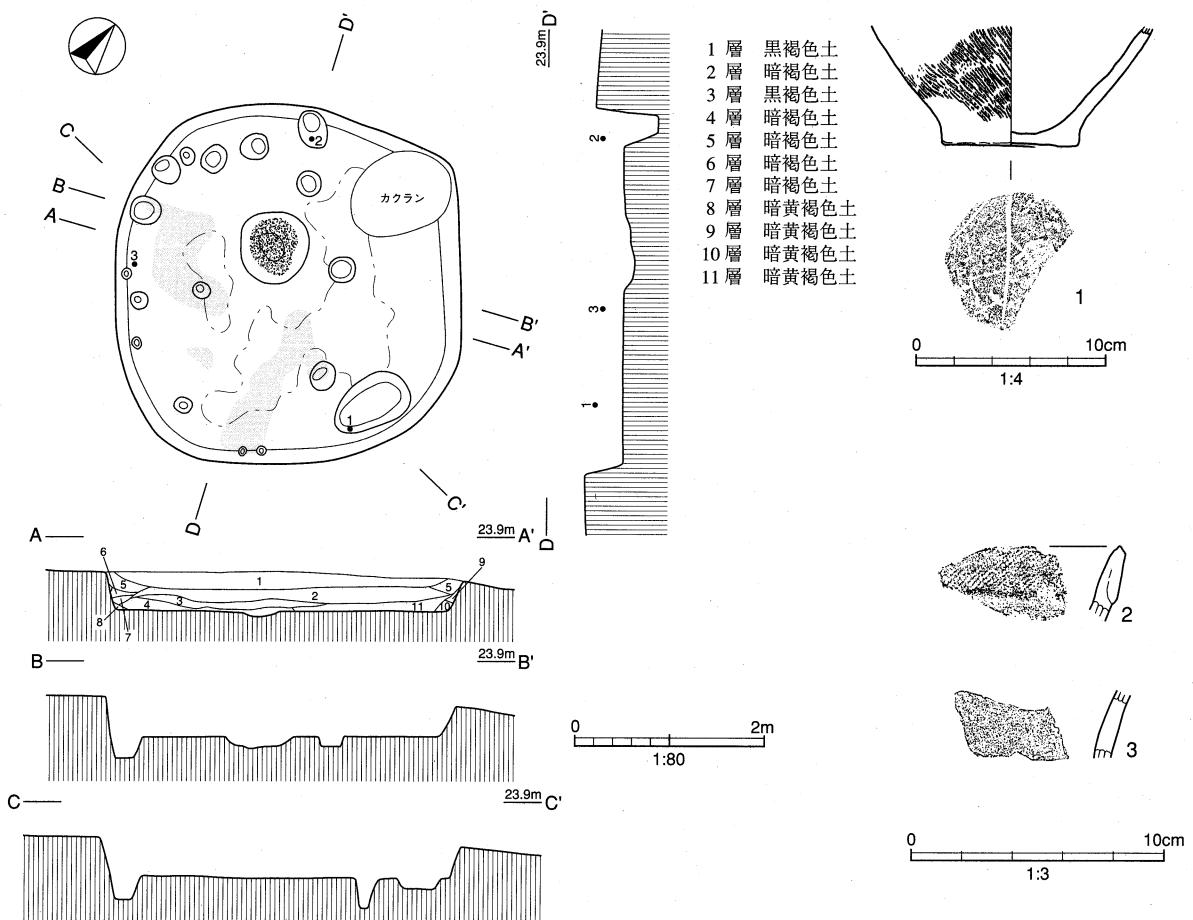 D'
C
B
A
カクラン
2
3
1
B'
A'
C'
D
23.9m D'
2
3
1
D
1 層 黒褐色土
2 層 暗褐色土
3 層 黒褐色土
4 層 暗褐色土
5 層 暗褐色土
6 層 暗褐色土
7 層 暗褐色土
8 層 暗黄褐色土
9 層 暗黄褐色土
10 層 暗黄褐色土
11 層 暗黄褐色土
1
0 10cm
1:4
2
3
0 10cm
1:3
A 23.9m A'
6 9
5 1 5
4 3 2 11 10
8 7
B 23.9m B'
0 2m
1:80
C 23.9m C'